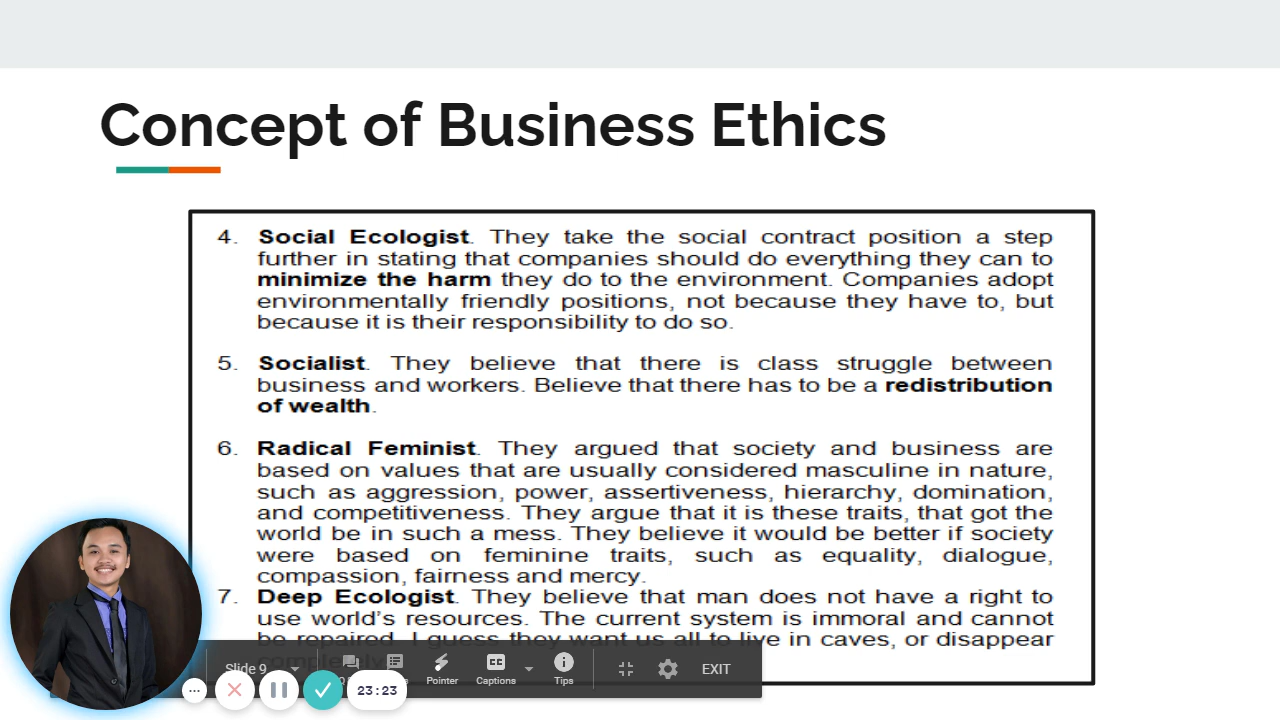 Concept of Business Ethics
4. Social Ecologist. They take the social contract position a step
further in stating that companies should do everything they can to
minimize the harm they do to the environment. Companies adopt
environmentally friendly positions, not because they have to, but
because it is their responsibility to do so.
5. Socialist. They believe that there is class struggle between
business and workers. Believe that there has to be a redistribution
of wealth.
6. Radical Feminist. They argued that society and business are
based on values that are usually considered masculine in nature,
such as aggression, power, assertiveness, hierarchy, domination,
and competitiveness. They argue that it is these traits, that got the
world be in such a mess. They believe it would be better if society
were based on feminine traits, such as equality, dialogue,
compassion, fairness and mercy.
7. Deep Ecologist. They believe that man does not have a right to
use world's resources. The current system is immoral and cannot
be repaired. I guess they want us all to live in caves, or disappear
Slide 9
Pointer
CC
Captions
Tips
EXIT
23:23